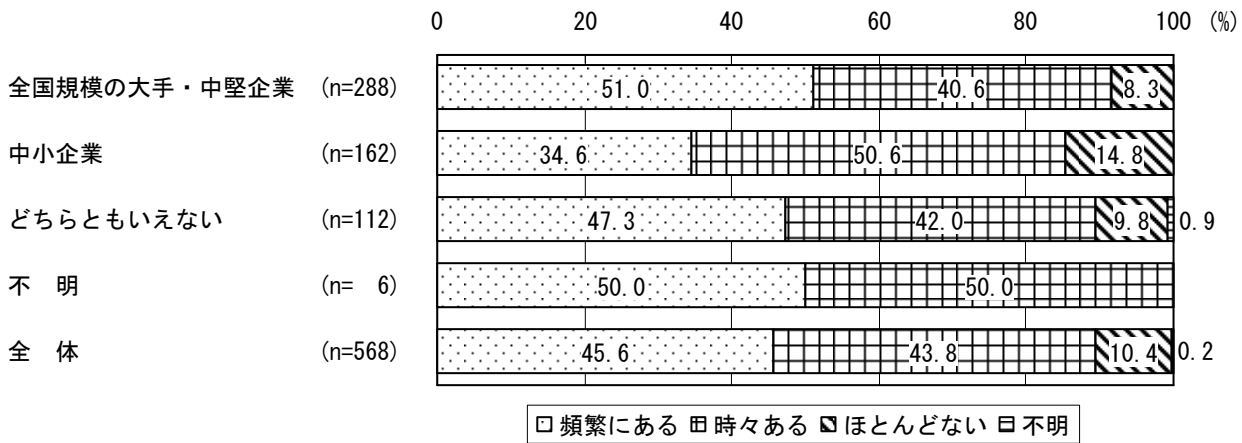 0 20 40 60 80 100 (%)
全国規模の大手・中堅企業 (n=288) 51.0 40.6 8.3
中小企業 (n=162) 34.6 50.6 14.8
どちらともいえない (n=112) 47.3 42.0 9.8 0.9
不 明 (n= 6) 50.0 50.0
全 体 (n=568) 45.6 43.8 10.4 0.2
頻繁にある 時々ある ほとんどない 不明